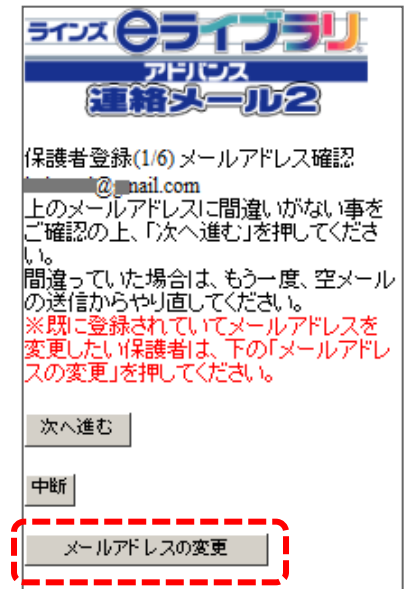 ラインズ eライブラリ
アドバンス
連絡メール2
保護者登録(1/6) メールアドレス確認
@ mail.com
上のメールアドレスに間違いがない事を
ご確認の上、「次へ進む」を押してくださ
い。
間違っていた場合は、もう一度、空メール
の送信からやり直してください。
※既に登録されていてメールアドレスを
変更したい保護者は、下の「メールアドレ
スの変更」を押してください。
次へ進む
中断
メールアドレスの変更